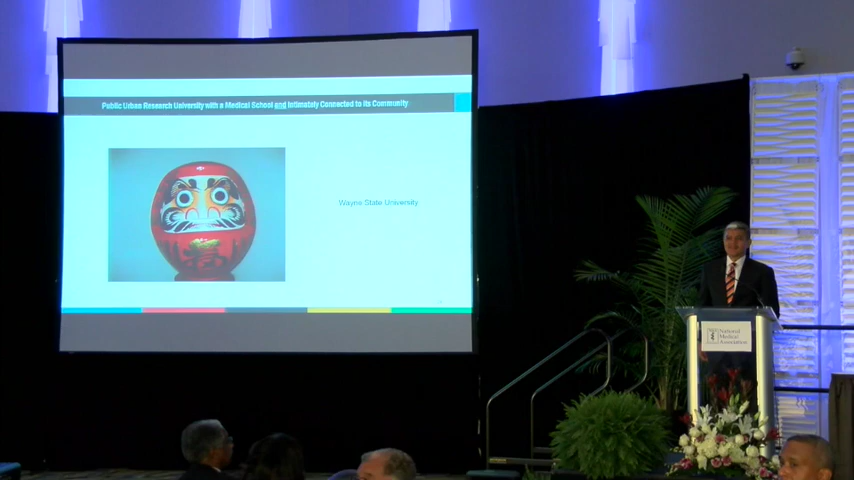 Public Urban Research University with a Medical School and Intimately Connected to its Community
Wayne State University
National
Medical
Association